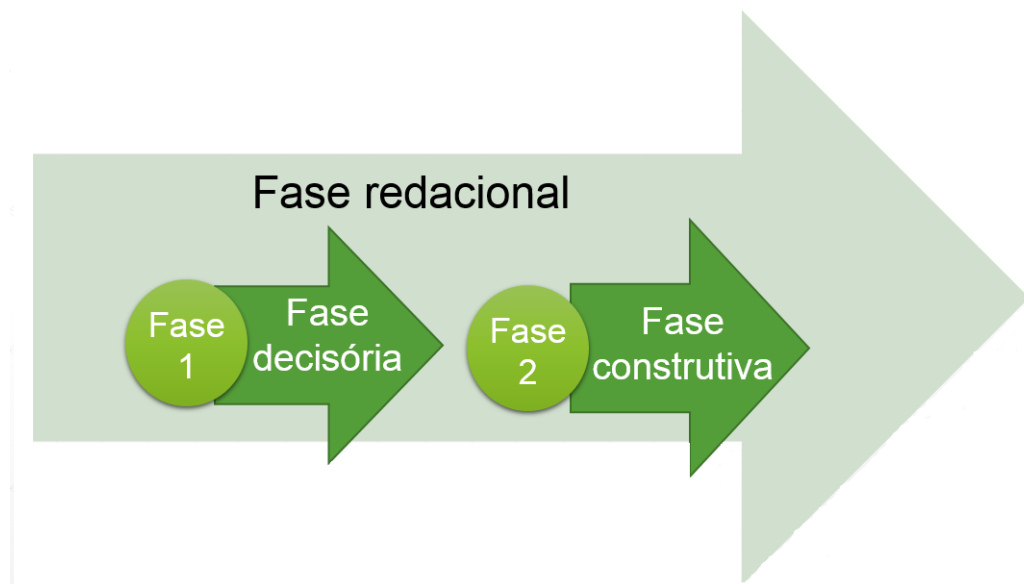 Fase redacional
Fase
1
Fase
decisória
Fase
2
Fase
construtiva